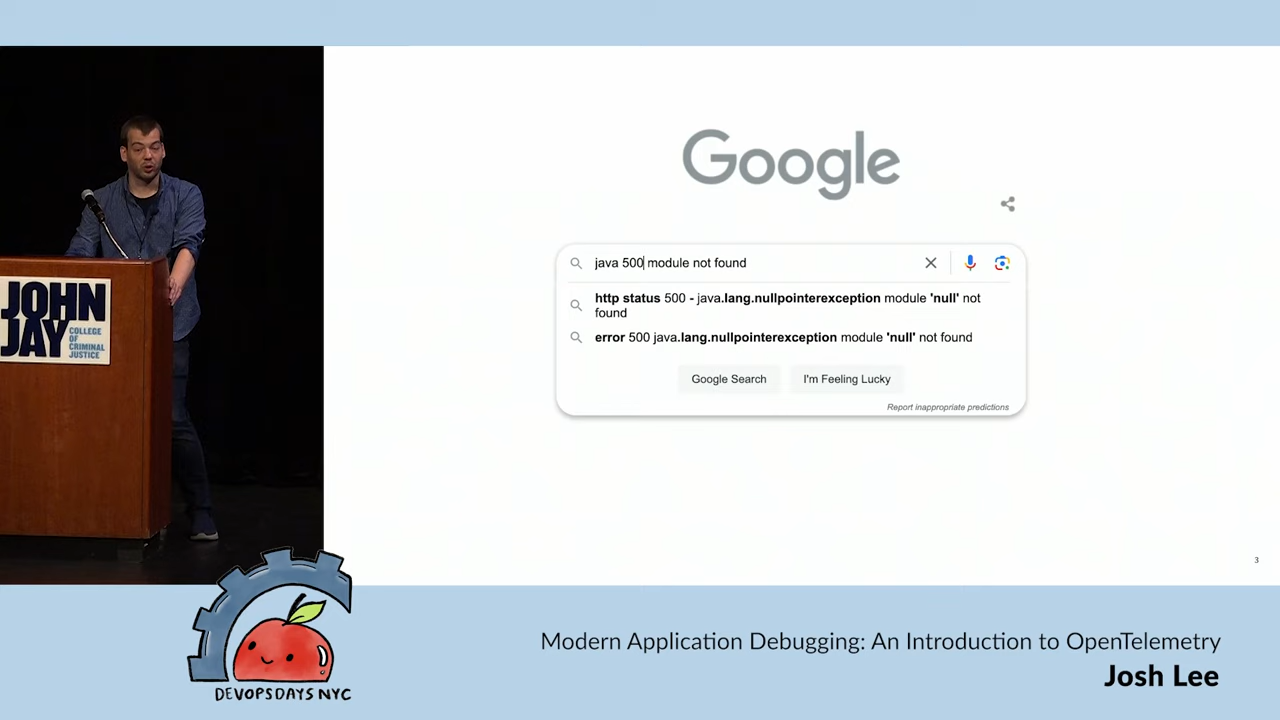 JOHN
JAY
COLLEGE
OF
CRIMINAL
JUSTICE
Google
java 500 module not found
http status 500 - java.lang.nullpointerexception module 'null' not
found
error 500 java.lang.nullpointerexception module 'null' not found
Google Search
I'm Feeling Lucky
Report inappropriate predictions
3
DEVOPSDAYS NYC
Modern Application Debugging: An Introduction to OpenTelemetry
Josh Lee